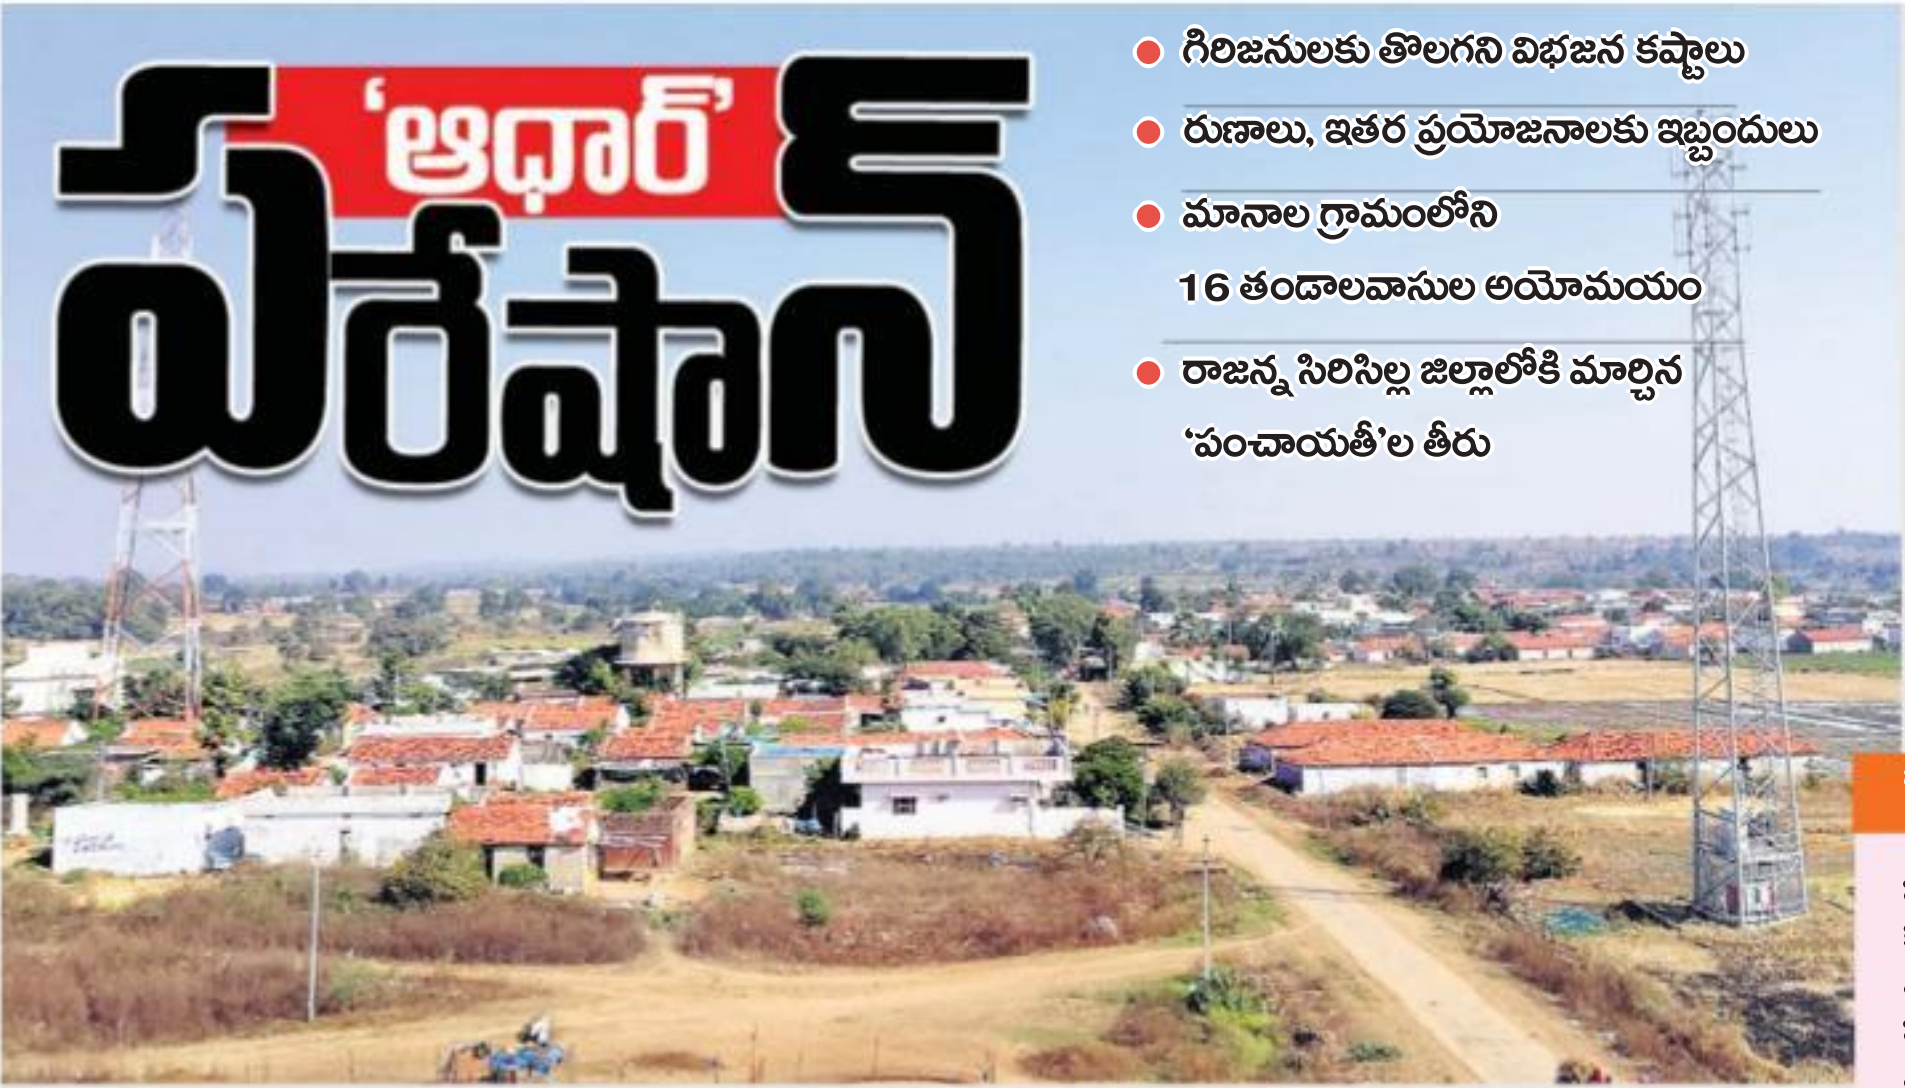 ‘ఆధార్’
పరేషాన్
గిరిజనులకు తొలగని విభజన కష్టాలు
రుణాలు, ఇతర ప్రయోజనాలకు ఇబ్బందులు
మానాల గ్రామంలోని
16 తండాలవాసుల అయోమయం
రాజన్న సిరిసిల్ల జిల్లాలోకి మార్చిన
‘పంచాయతీ’ల తీరు